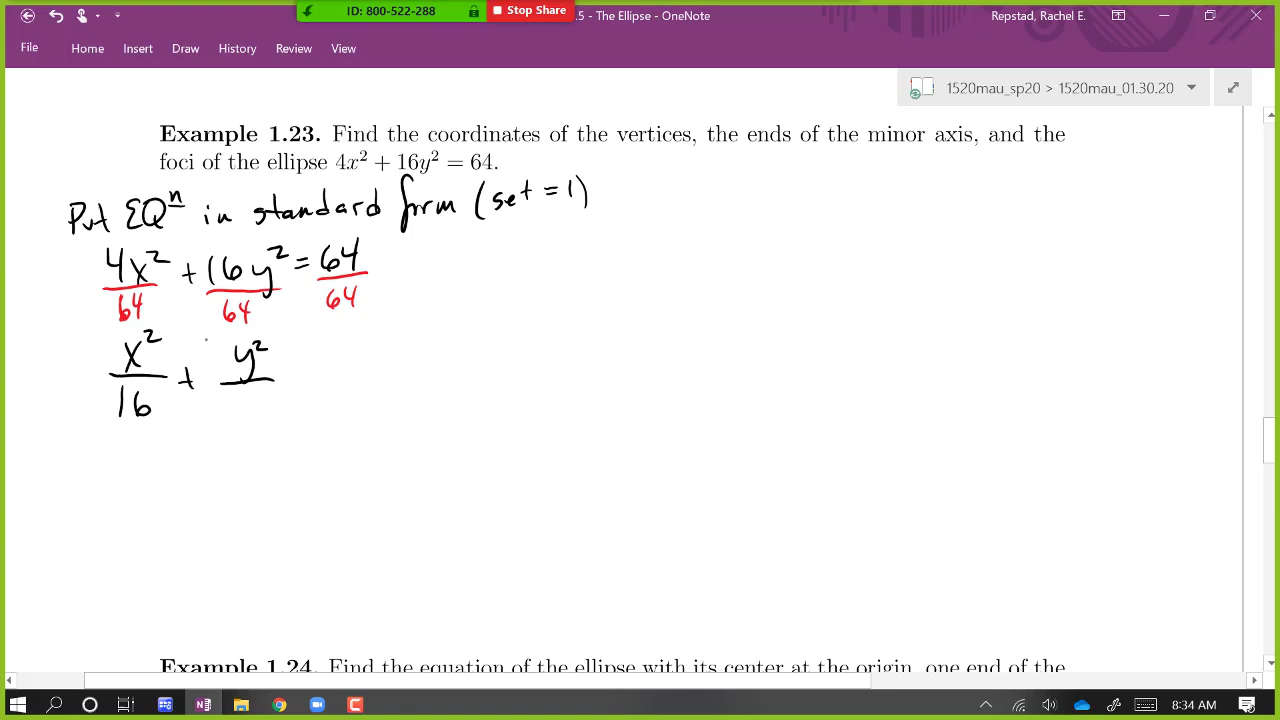 ID: 800-522-288 Stop Share .5 - The Ellipse - OneNote Repstad, Rachel E.
File Home Insert Draw History Review View
1520mau_sp20 > 1520mau_01.30.20
Example 1.23. Find the coordinates of the vertices, the ends of the minor axis, and the
foci of the ellipse 4x² + 16y² = 64.
Put EQⁿ in standard form (set = 1)
4x² + 16y² = 64
64 64 64
x² + y²
16
Example 1.24. Find the equation of the ellipse with its center at the origin, one end of the
8:34 AM